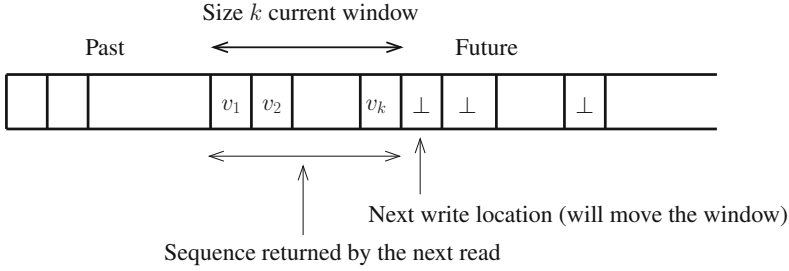 Size k current window
Past
Future
v₁ v₂ vₖ ⊥ ⊥ ⊥
Next write location (will move the window)
Sequence returned by the next read